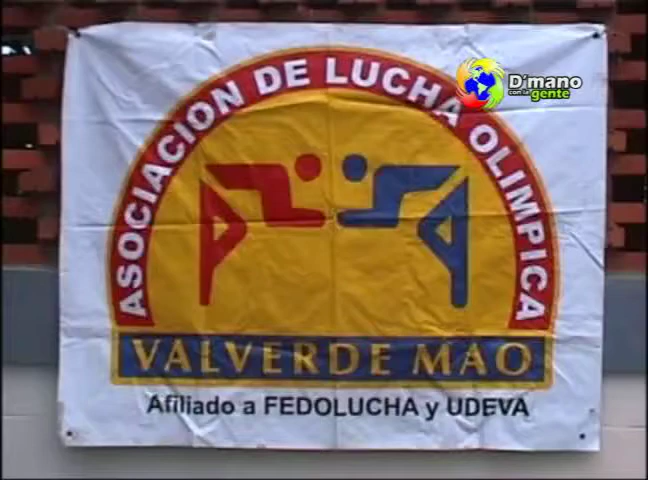 ASOCIACION DE LUCHA OLIMPICA
D'mano
con la gente
VALVERDE MAO
Afiliado a FEDOLUCHA y UDEVA